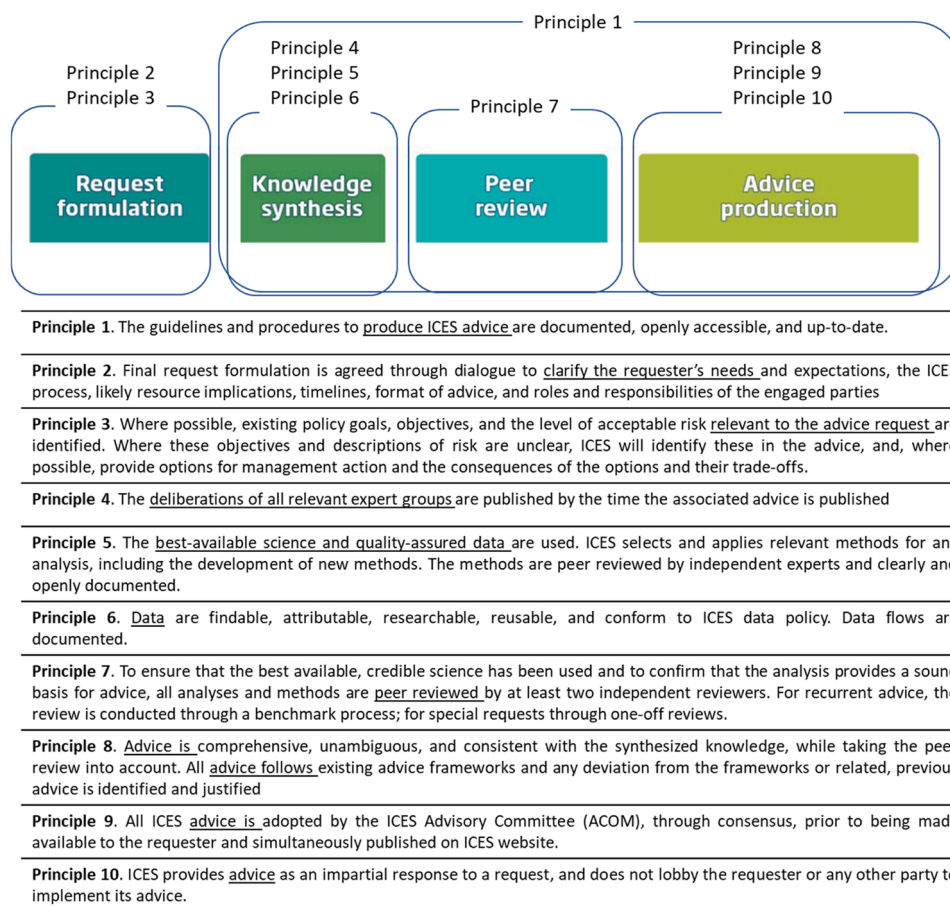 Principle 1
Principle 4
Principle 5
Principle 6
Principle 8
Principle 9
Principle 10
Principle 2
Principle 3
Principle 7
Request
formulation
Knowledge
synthesis
Peer
review
Advice
production
Principle 1. The guidelines and procedures to produce ICES advice are documented, openly accessible, and up-to-date.
Principle 2. Final request formulation is agreed through dialogue to clarify the requester's needs and expectations, the ICE
process, likely resource implications, timelines, format of advice, and roles and responsibilities of the engaged parties
Principle 3. Where possible, existing policy goals, objectives, and the level of acceptable risk relevant to the advice request ar
identified. Where these objectives and descriptions of risk are unclear, ICES will identify these in the advice, and, wher
possible, provide options for management action and the consequences of the options and their trade-offs.
Principle 4. The deliberations of all relevant expert groups are published by the time the associated advice is published
Principle 5. The best-available science and quality-assured data are used. ICES selects and applies relevant methods for an
analysis, including the development of new methods. The methods are peer reviewed by independent experts and clearly an
openly documented.
Principle 6. Data are findable, attributable, researchable, reusable, and conform to ICES data policy. Data flows ar
documented.
Principle 7. To ensure that the best available, credible science has been used and to confirm that the analysis provides a soun
basis for advice, all analyses and methods are peer reviewed by at least two independent reviewers. For recurrent advice, th
review is conducted through a benchmark process; for special requests through one-off reviews.
Principle 8. Advice is comprehensive, unambiguous, and consistent with the synthesized knowledge, while taking the pee
review into account. All advice follows existing advice frameworks and any deviation from the frameworks or related, previou
advice is identified and justified
Principle 9. All ICES advice is adopted by the ICES Advisory Committee (ACOM), through consensus, prior to being mad
available to the requester and simultaneously published on ICES website.
Principle 10. ICES provides advice as an impartial response to a request, and does not lobby the requester or any other party t
implement its advice.